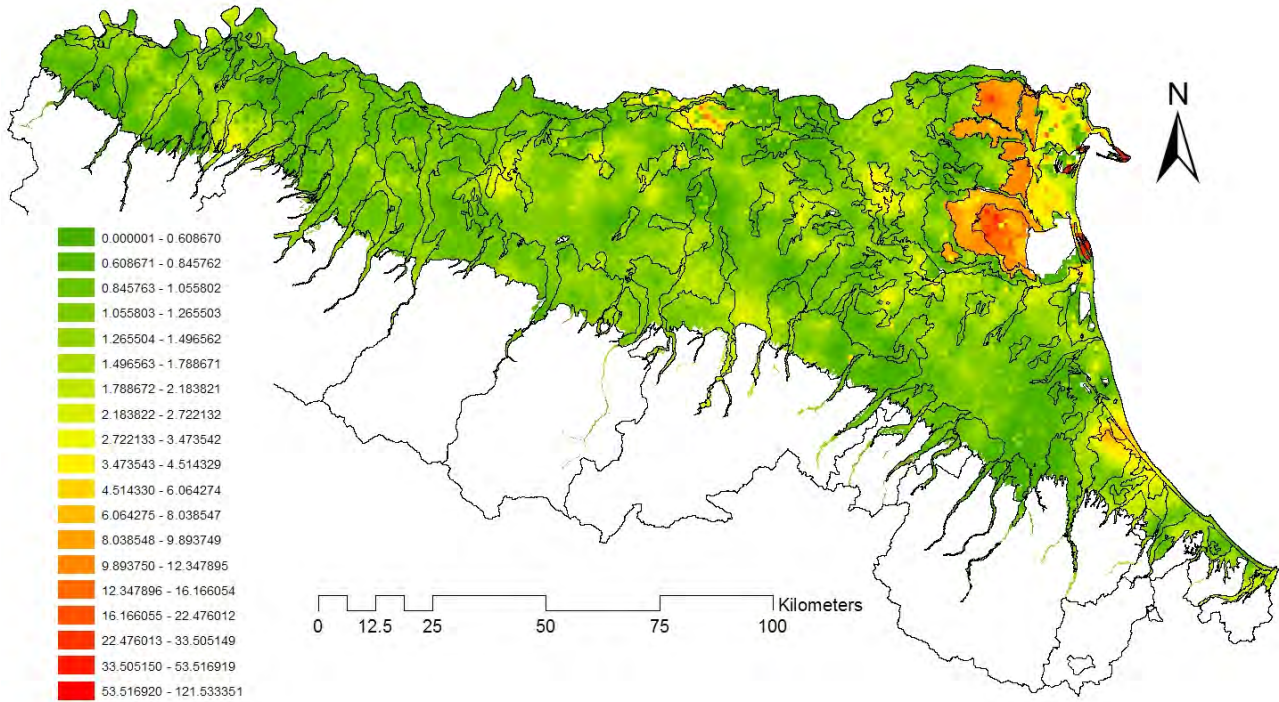 N
0.000001 - 0.608670
0.608671 - 0.845762
0.845763 - 1.055802
1.055803 - 1.265503
1.265504 - 1.496562
1.496563 - 1.788671
1.788672 - 2.183821
2.183822 - 2.722132
2.722133 - 3.473542
3.473543 - 4.514329
4.514330 - 6.064274
6.064275 - 8.038547
8.038548 - 9.893749
9.893750 - 12.347895
12.347896 - 16.166054
16.166055 - 22.476012
22.476013 - 33.505149
33.505150 - 53.516919
53.516920 - 121.533351
Kilometers
0 12.5 25 50 75 100